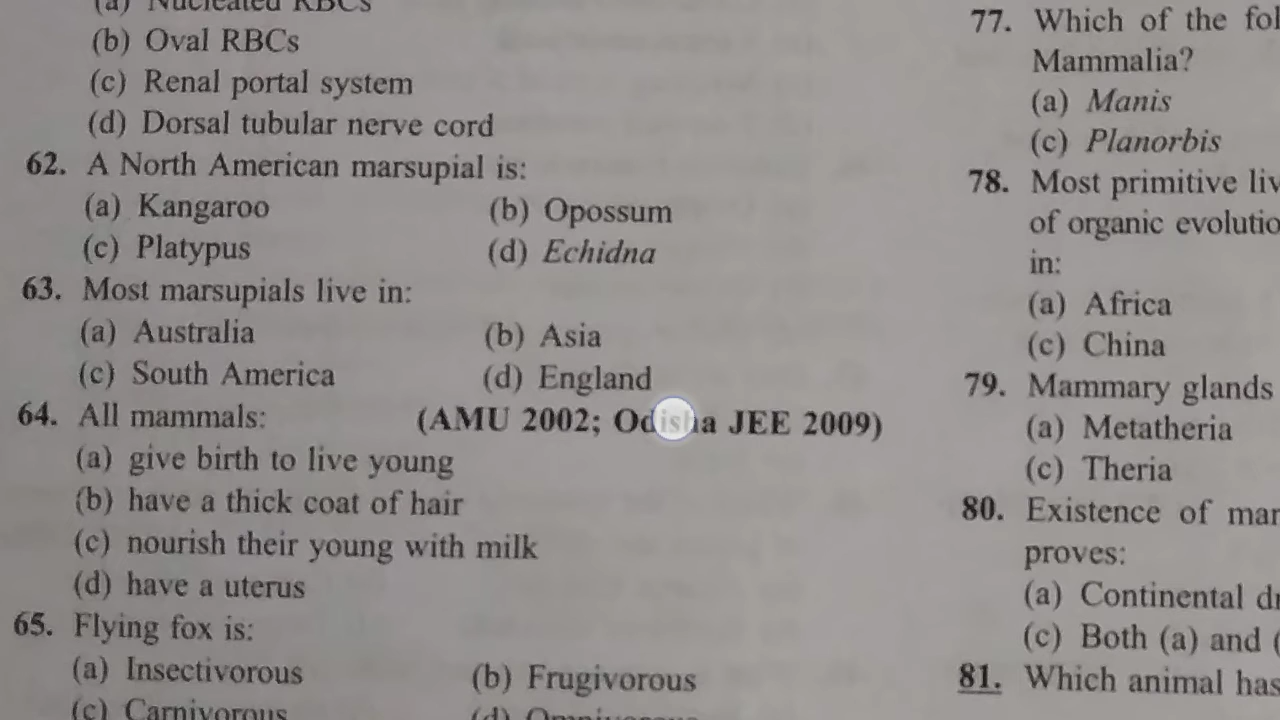 (a) Nucleated RBCs
(b) Oval RBCs
(c) Renal portal system
(d) Dorsal tubular nerve cord
62. A North American marsupial is:
(a) Kangaroo (b) Opossum
(c) Platypus (d) Echidna
63. Most marsupials live in:
(a) Australia (b) Asia
(c) South America (d) England
64. All mammals: (AMU 2002; Odisha JEE 2009)
(a) give birth to live young
(b) have a thick coat of hair
(c) nourish their young with milk
(d) have a uterus
65. Flying fox is:
(a) Insectivorous (b) Frugivorous
(c) Carnivorous (d)
77. Which of the
Mammalia?
(a) Manis
(c) Planorbis
78. Most primitive
of organic
in:
(a) Africa
(c) China
79. Mammary glands
(a) Metatheria
(c) Theria
80. Existence of
proves:
(a) Continental
(c) Both (a) and
81. Which animal has